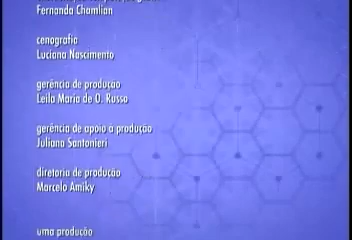 Fernanda Chamlian
cenografia
Luciana Nascimento
gerência de produção
Leila Maria de O. Russo
gerência de apoio à produção
Juliana Santonieri
diretoria de produção
Marcelo Amiky
uma produção